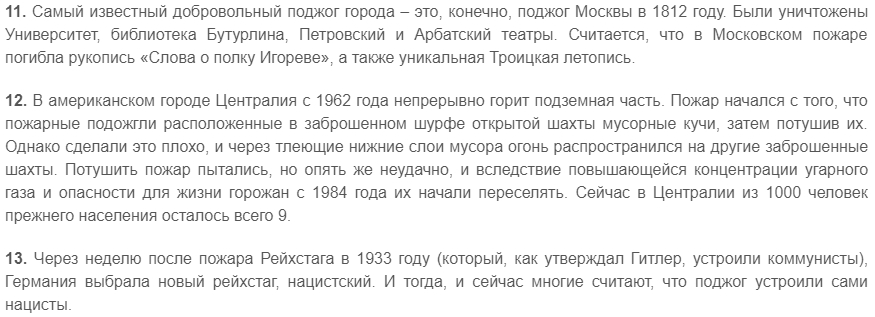 11. Самый известный добровольный поджог города – это, конечно, поджог Москвы в 1812 году. Были уничтожены
Университет, библиотека Бутурлина, Петровский и Арбатский театры. Считается, что в Московском пожаре
погибла рукопись «Слова о полку Игореве», а также уникальная Троицкая летопись.
12. В американском городе Централия с 1962 года непрерывно горит подземная часть. Пожар начался с того, что
пожарные подожгли расположенные в заброшенном шурфе открытой шахты мусорные кучи, затем потушив их.
Однако сделали это плохо, и через тлеющие нижние слои мусора огонь распространился на другие заброшенные
шахты. Потушить пожар пытались, но опять же неудачно, и вследствие повышающейся концентрации угарного
газа и опасности для жизни горожан с 1984 года их начали переселять. Сейчас в Централии из 1000 человек
прежнего населения осталось всего 9.
13. Через неделю после пожара Рейхстага в 1933 году (который, как утверждал Гитлер, устроили коммунисты),
Германия выбрала новый рейхстаг, нацистский. И тогда, и сейчас многие считают, что поджог устроили сами
нацисты.